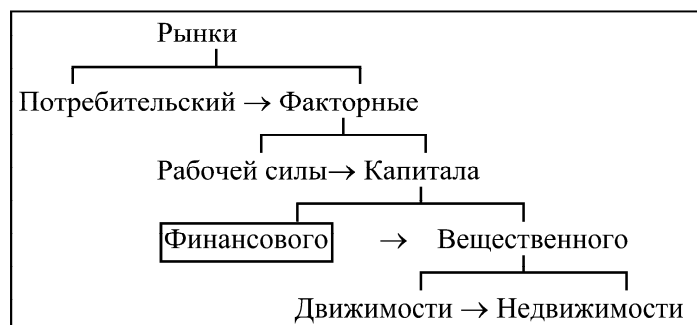 Рынки
Потребительский → Факторные
Рабочей силы→ Капитала
Финансового → Вещественного
Движимости → Недвижимости